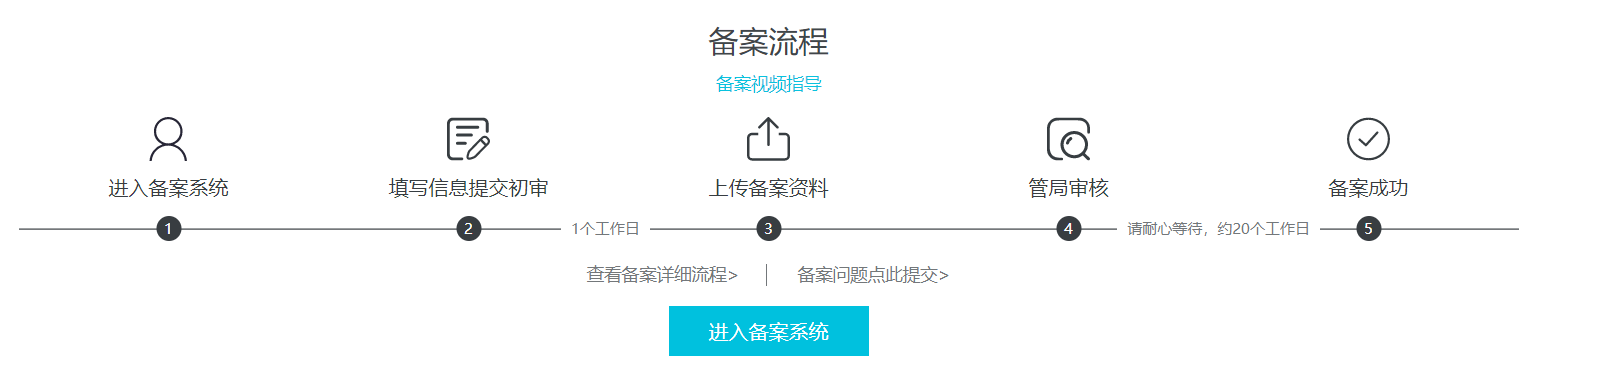 备案流程
备案视频指导
进入备案系统 填写信息提交初审 上传备案资料 管局审核 备案成功
1 2 1个工作日 3 4 请耐心等待，约20个工作日 5
查看备案详细流程> 备案问题点此提交>
进入备案系统